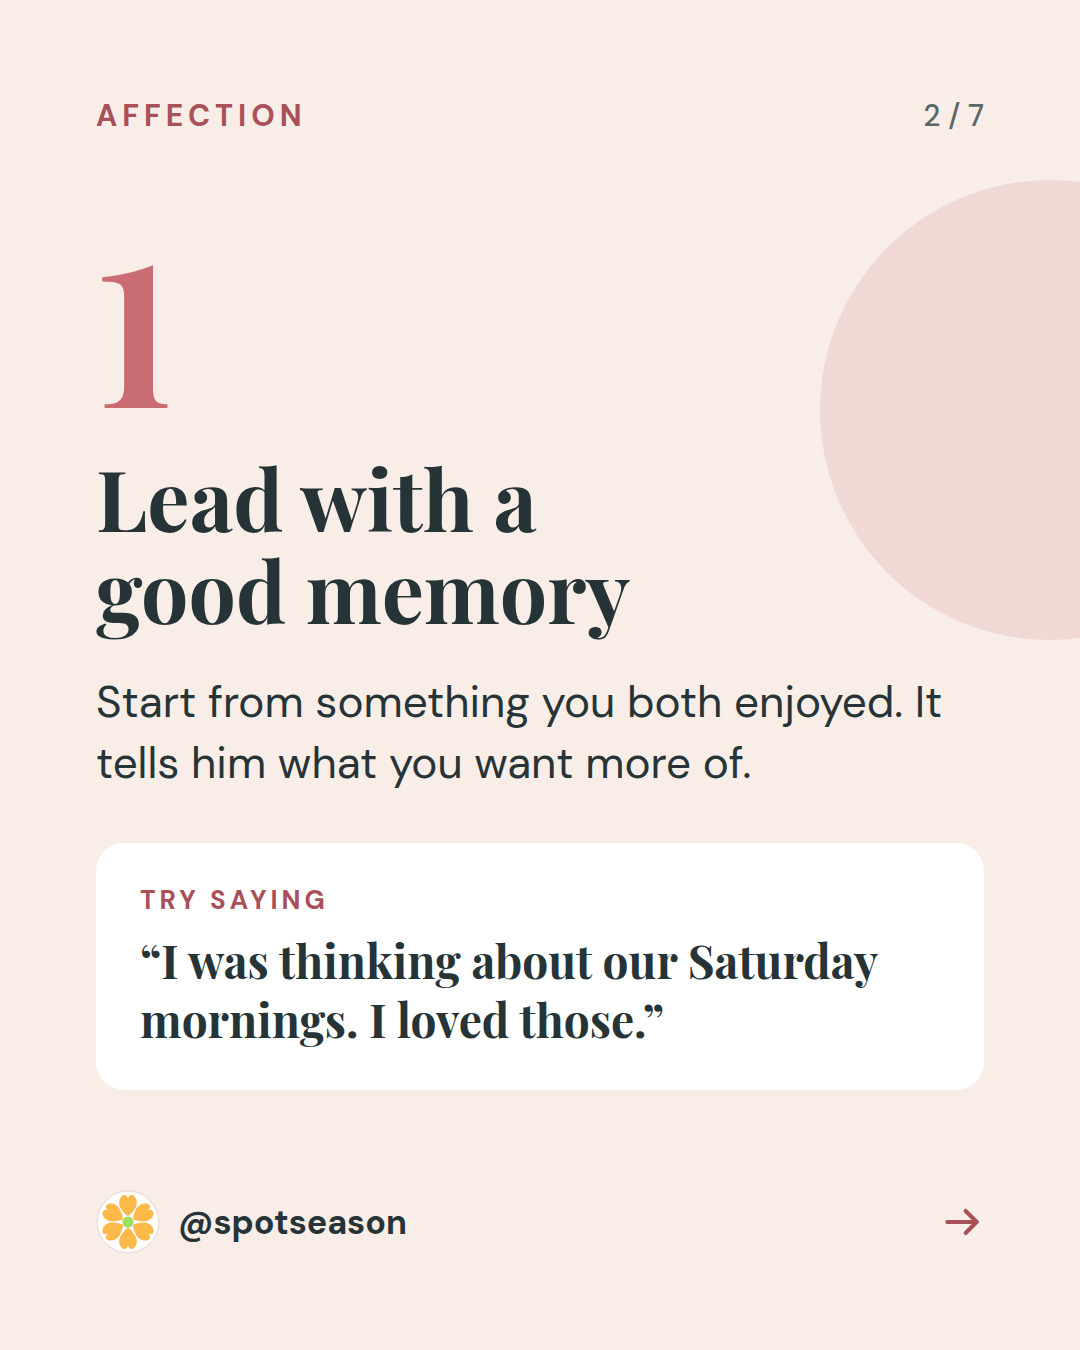 AFFECTION
2 / 7
1
Lead with a
good memory
Start from something you both enjoyed. It
tells him what you want more of.
TRY SAYING
“I was thinking about our Saturday
mornings. I loved those.”
@spotseason